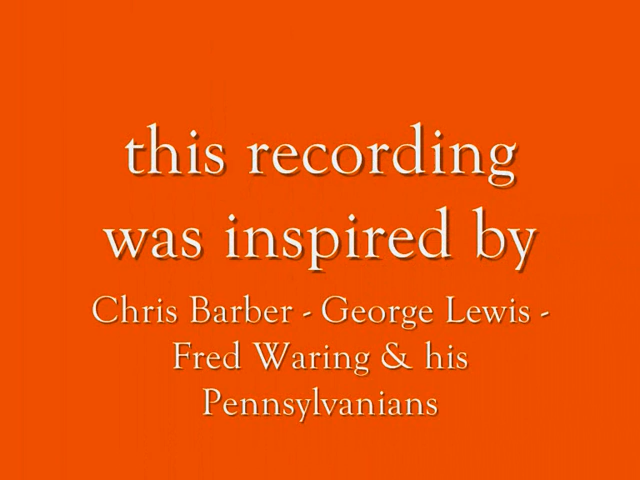 this recording
was inspired by
Chris Barber - George Lewis -
Fred Waring & his
Pennsylvanians